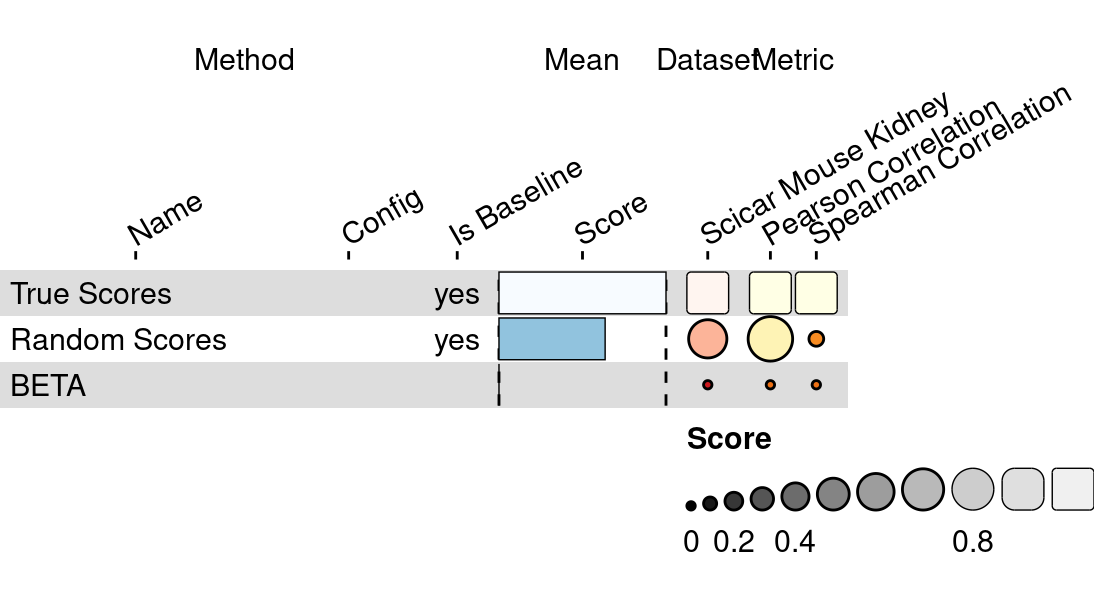 Method Mean Dataset Metric
Name Config Is Baseline Score Scicar Mouse Kidney Pearson Correlation Spearman Correlation
True Scores yes
Random Scores yes
BETA
Score
0 0.2 0.4 0.8